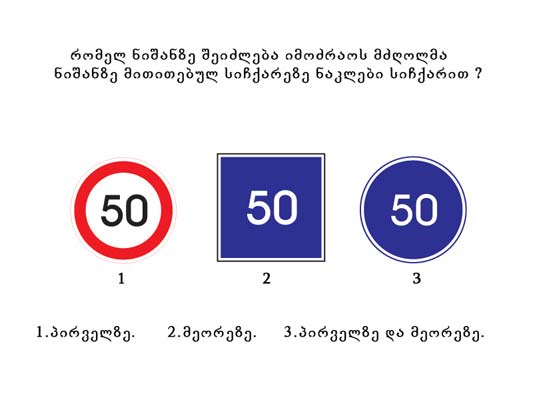 რომელ ნიშანზე შეიძლება იმოძრაოს მძღოლმა
ნიშანზე მითითებულ სიჩქარეზე ნაკლები სიჩქარით ?
50 50 50
1 2 3
1.პირველზე. 2.მეორეზე. 3.პირველზე და მეორეზე.